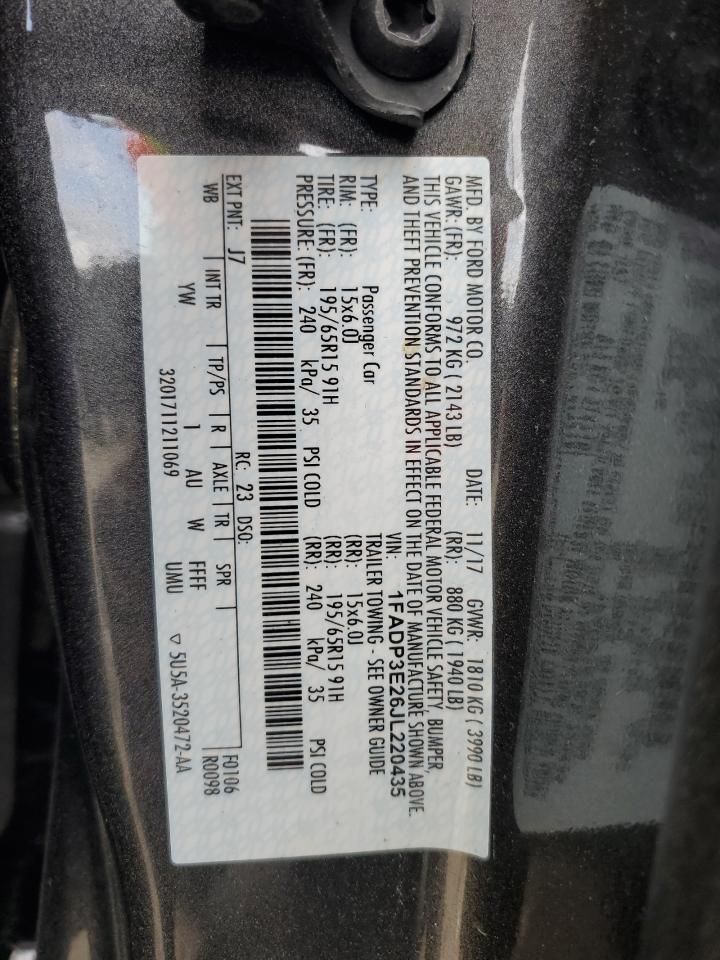 MFD. BY FORD MOTOR CO. DATE: 11/17 GVWR: 1810 KG ( 3990 LB)
GAWR: (FR): 972 KG ( 2143 LB) (RR): 880 KG ( 1940 LB)
THIS VEHICLE CONFORMS TO ALL APPLICABLE FEDERAL MOTOR VEHICLE SAFETY, BUMPER,
AND THEFT PREVENTION STANDARDS IN EFFECT ON THE DATE OF MANUFACTURE SHOWN ABOVE.
VIN: 1FADP3E26JL220435
TYPE: Passenger Car TRAILER TOWING - SEE OWNER GUIDE
RIM: (FR): 15x6.0J (RR): 15x6.0J
TIRE: (FR): 195/65R15 91H (RR): 195/65R15 91H
PRESSURE: (FR): 240 kPa/ 35 PSI COLD (RR): 240 kPa/ 35 PSI COLD
RC: 23 DSO: F0106
EXT PNT: J7 R0098
WB | INT TR | TP/PS | R | AXLE | TR | SPR |
YW 1 AU W FFFF
3201711211069 UMU ▽ 5U5A-3520472-AA